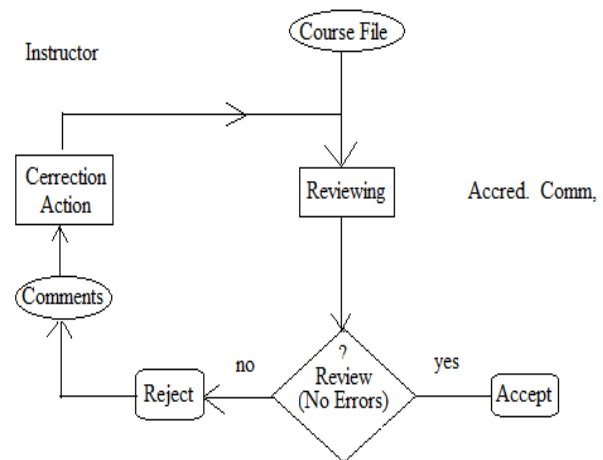 Course File
Instructor
Cerrection
Action
Reviewing
Accred. Comm,
Comments
?
Review
(No Errors)
no
yes
Reject
Accept